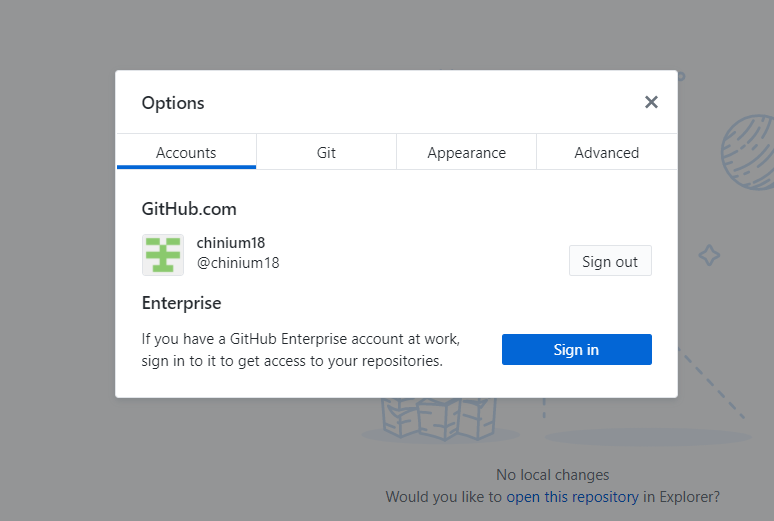 Options
Accounts
Git
Appearance
Advanced
GitHub.com
chinium18
@chinium18
Sign out
Enterprise
If you have a GitHub Enterprise account at work,
sign in to it to get access to your repositories.
Sign in
No local changes
Would you like to open this repository in Explorer?